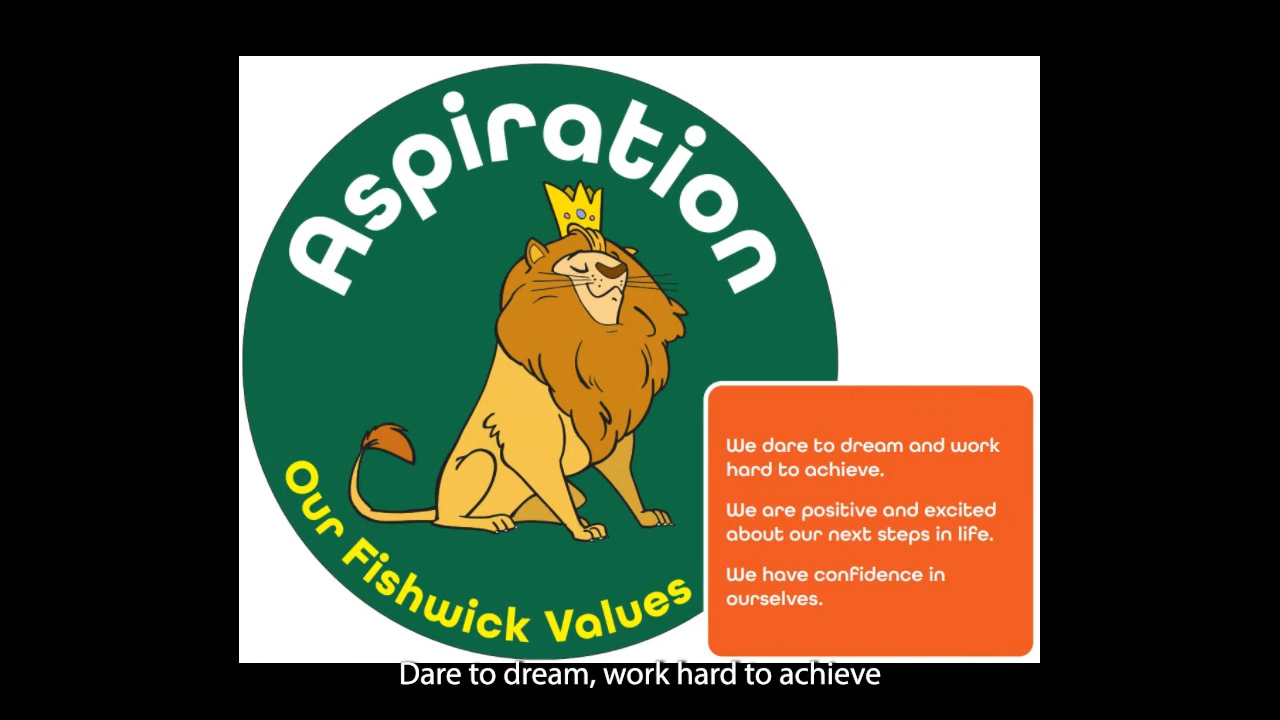 Aspiration
Our Fishwick Values
We dare to dream and work
hard to achieve.
We are positive and excited
about our next steps in life.
We have confidence in
ourselves.
Dare to dream, work hard to achieve